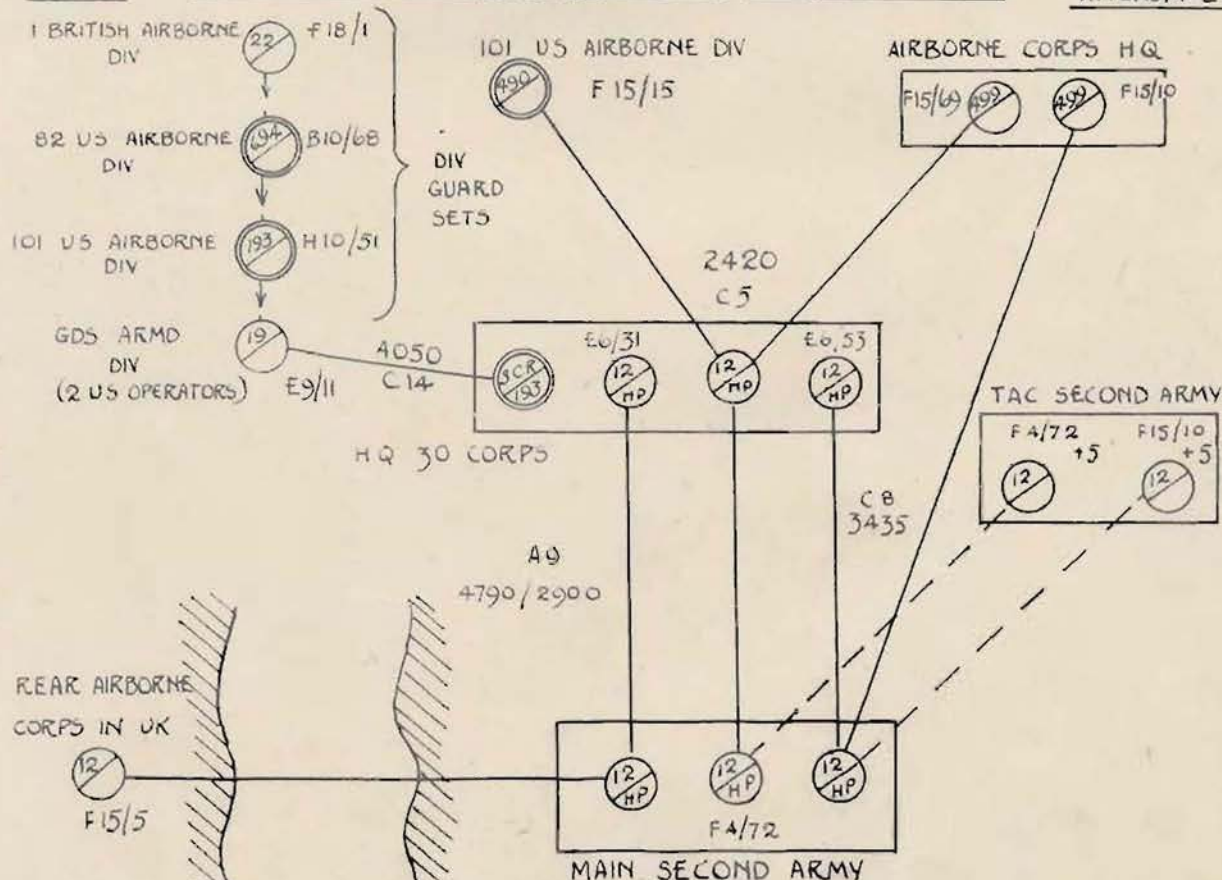 1 BRITISH AIRBORNE
DIV
22
F18/1
82 US AIRBORNE
DIV
694
B10/68
101 US AIRBORNE
DIV
193
H10/51
DIV
GUARD
SETS
GDS ARMD
DIV
(2 US OPERATORS)
19
E9/11
4050
C14
101 US AIRBORNE DIV
490
F 15/15
AIRBORNE CORPS HQ
F15/69
499
499
F15/10
2420
C5
SCR
193
E6/31
12
HP
12
HP
E6,53
12
HP
HQ 30 CORPS
TAC SECOND ARMY
F4/72
+5
F15/10
+5
12
12
C8
3435
A9
4790/2900
REAR AIRBORNE
CORPS IN UK
12
F15/5
12
HP
12
HP
12
HP
F4/72
MAIN SECOND ARMY